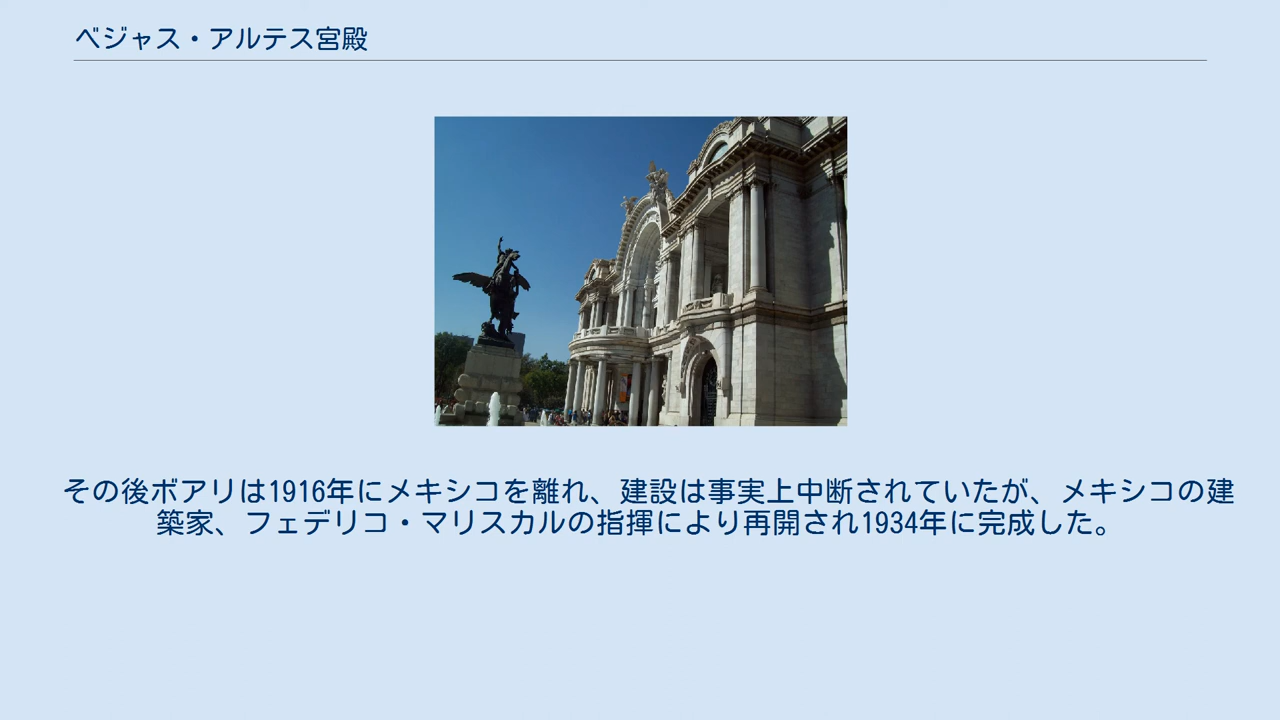 ベジャス・アルテス宮殿
その後ボアリは1916年にメキシコを離れ、建設は事実上中断されていたが、メキシコの建
築家、フェデリコ・マリスカルの指揮により再開され1934年に完成した。